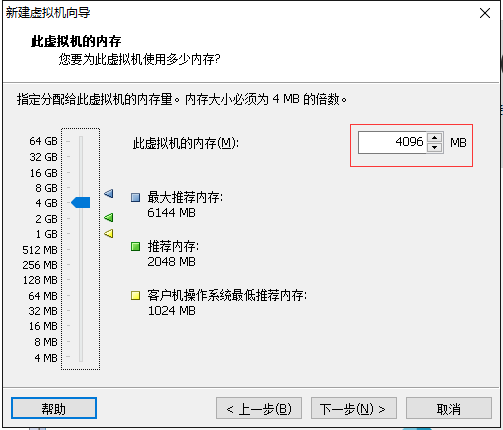 新建虚拟机向导
此虚拟机的内存
您要为此虚拟机使用多少内存?
指定分配给此虚拟机的内存量。内存大小必须为 4 MB 的倍数。
64 GB
32 GB
16 GB
8 GB
4 GB
2 GB
1 GB
512 MB
256 MB
128 MB
64 MB
32 MB
16 MB
8 MB
4 MB
此虚拟机的内存(M):
4096 MB
最大推荐内存:
6144 MB
推荐内存:
2048 MB
客户机操作系统最低推荐内存:
1024 MB
帮助
< 上一步(B)
下一步(N) >
取消